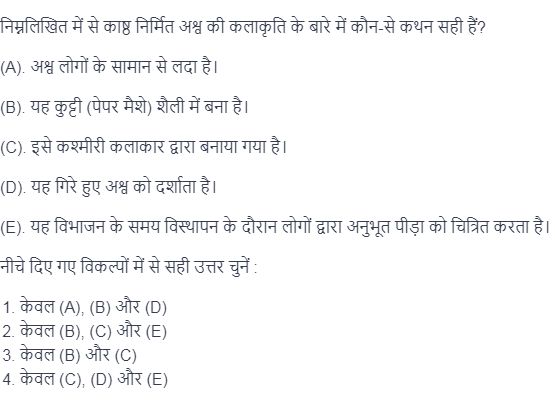 निम्नलिखित में से काष्ठ निर्मित अश्व की कलाकृति के बारे में कौन-से कथन सही हैं?
(A). अश्व लोगों के सामान से लदा है।
(B). यह कुट्टी (पेपर मैशे) शैली में बना है।
(C). इसे कश्मीरी कलाकार द्वारा बनाया गया है।
(D). यह गिरे हुए अश्व को दर्शाता है।
(E). यह विभाजन के समय विस्थापन के दौरान लोगों द्वारा अनुभूत पीड़ा को चित्रित करता है।
नीचे दिए गए विकल्पों में से सही उत्तर चुनें :
1. केवल (A), (B) और (D)
2. केवल (B), (C) और (E)
3. केवल (B) और (C)
4. केवल (C), (D) और (E)